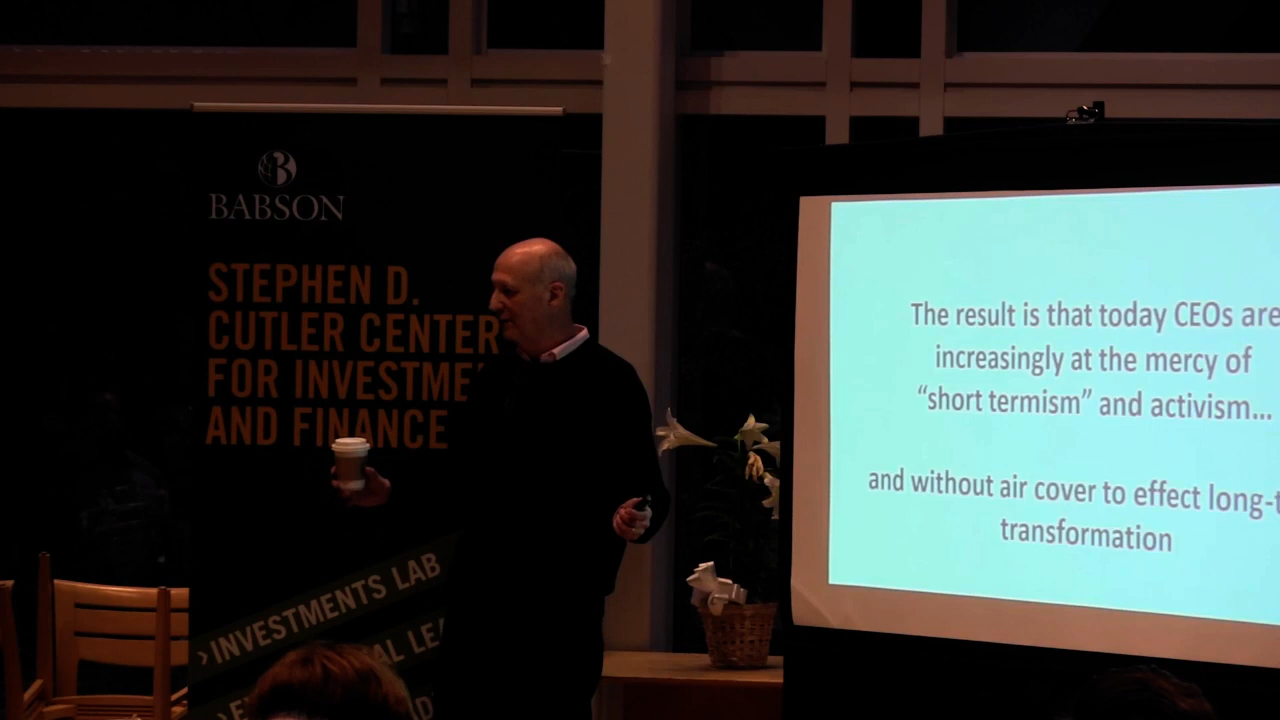 BABSON
STEPHEN D.
CUTLER CENTER
FOR INVESTME
AND FINANCE
›INVESTMENTS LAB
The result is that today CEOs are
increasingly at the mercy of
“short termism” and activism...
and without air cover to effect long-t
transformation